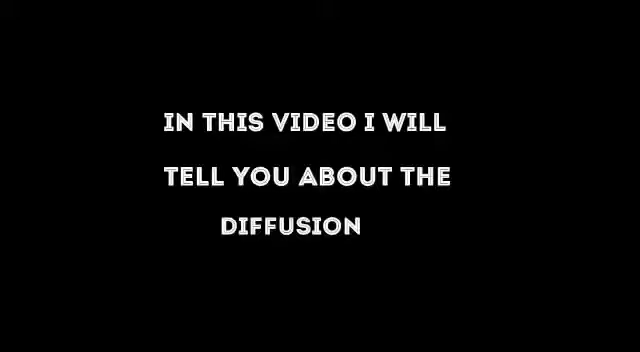 IN THIS VIDEO I WILL
TELL YOU ABOUT THE
DIFFUSION